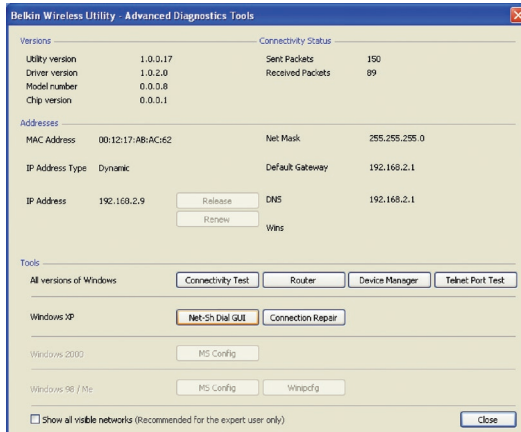 Belkin Wireless Utility - Advanced Diagnostics Tools
Versions
Utility version 1.0.0.17
Driver version 1.0.2.0
Model number 0.0.0.8
Chip version 0.0.0.1
Connectivity Status
Sent Packets 150
Received Packets 89
Addresses
MAC Address 00:12:17:AB:AC:62
Net Mask 255.255.255.0
IP Address Type Dynamic
Default Gateway 192.168.2.1
IP Address 192.168.2.9 Release
Renew
DNS 192.168.2.1
Wins
Tools
All versions of Windows Connectivity Test Router Device Manager Telnet Port Test
Windows XP Net-Sh Dial GUI Connection Repair
Windows 2000 MS Config
Windows 98 / Me MS Config Winipcfg
Show all visible networks (Recommended for the expert user only) Close